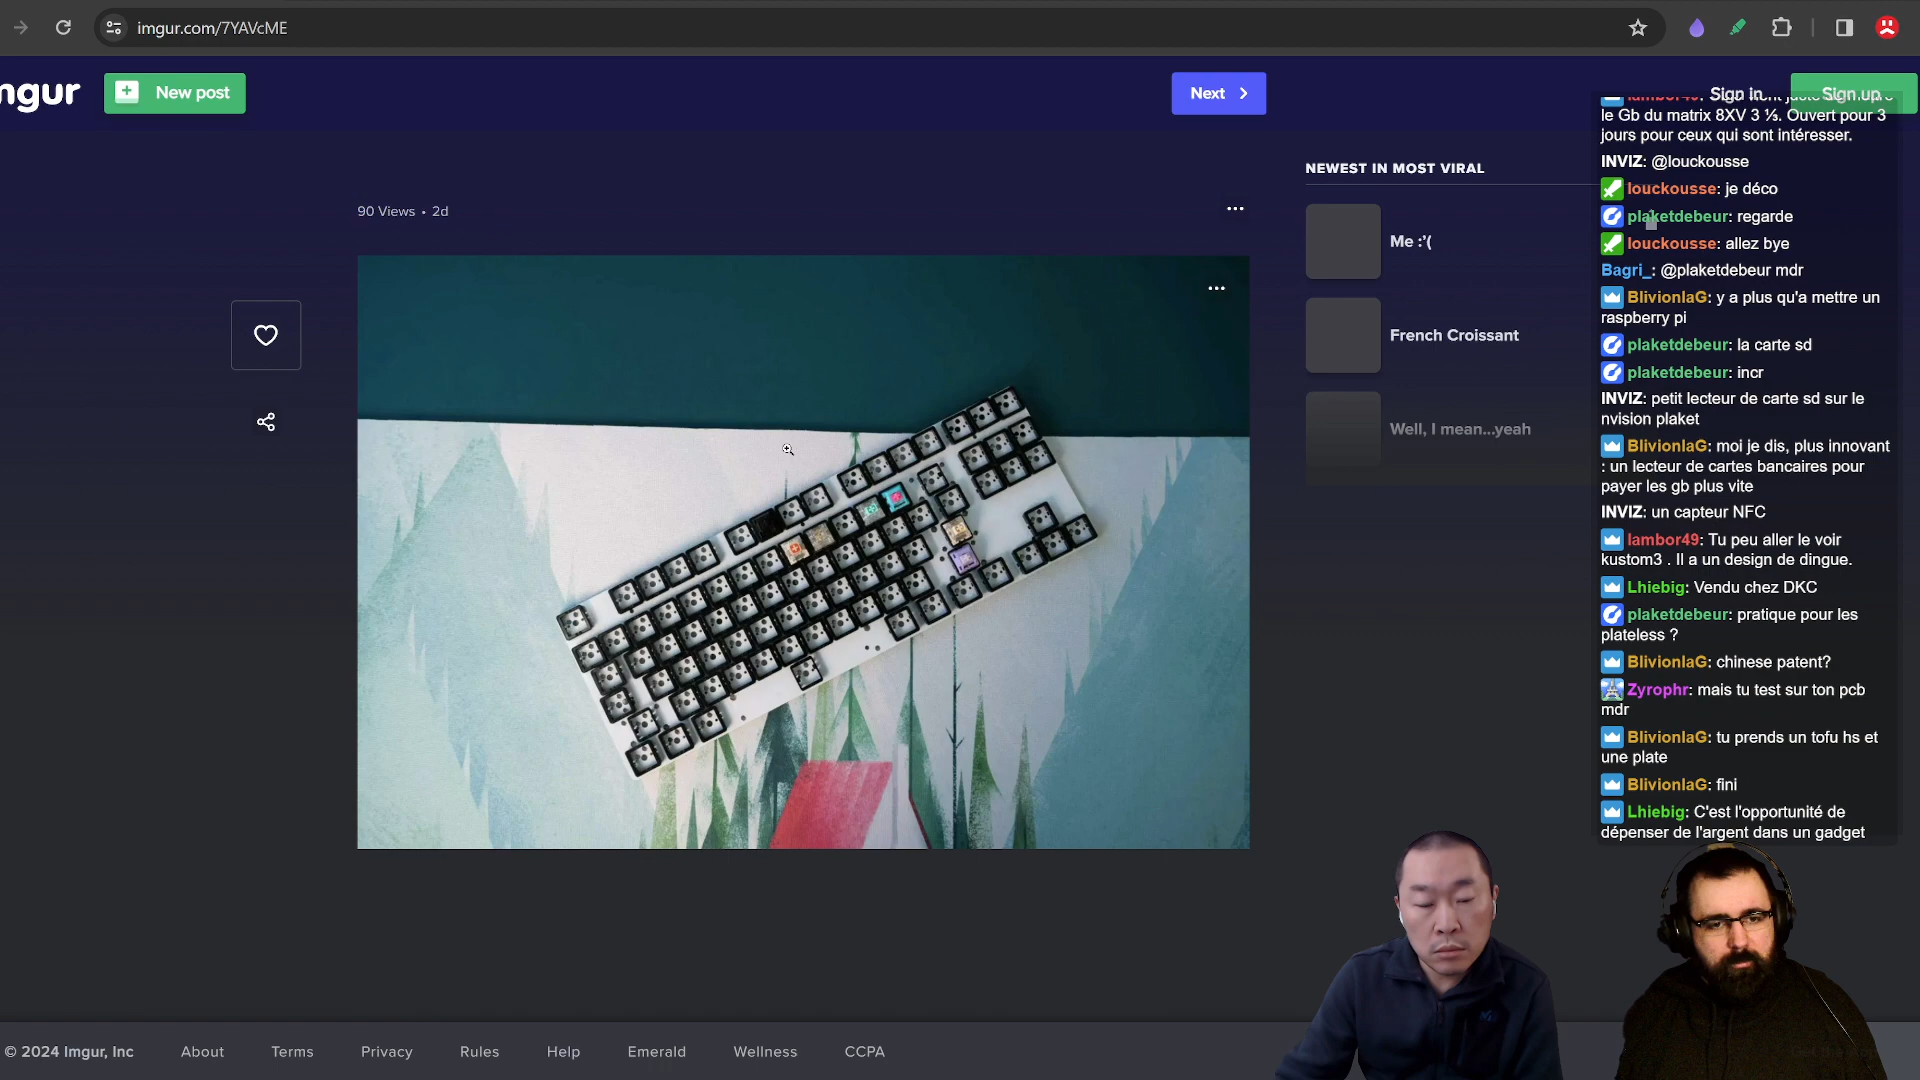 imgur.com/7YAVcME
ngur
New post
Next
Sign in
Sign up
90 Views • 2d
NEWEST IN MOST VIRAL
Me :'(
French Croissant
Well, I mean...yeah
le Gb du matrix 8XV 3 ⅓. Ouvert pour 3
jours pour ceux qui sont intéresser.
INVIZ: @louckousse
louckousse: je déco
plaketdebeur: regarde
louckousse: allez bye
Bagri_: @plaketdebeur mdr
BlivionlaG: y a plus qu'a mettre un
raspberry pi
plaketdebeur: la carte sd
plaketdebeur: incr
INVIZ: petit lecteur de carte sd sur le
nvision plaket
BlivionlaG: moi je dis, plus innovant
: un lecteur de cartes bancaires pour
payer les gb plus vite
INVIZ: un capteur NFC
lambor49: Tu peu aller le voir
kustom3 . Il a un design de dingue.
Lhiebig: Vendu chez DKC
plaketdebeur: pratique pour les
plateless ?
BlivionlaG: chinese patent?
Zyrophr: mais tu test sur ton pcb
mdr
BlivionlaG: tu prends un tofu hs et
une plate
BlivionlaG: fini
Lhiebig: C'est l'opportunité de
dépenser de l'argent dans un gadget
© 2024 Imgur, Inc
About
Terms
Privacy
Rules
Help
Emerald
Wellness
CCPA